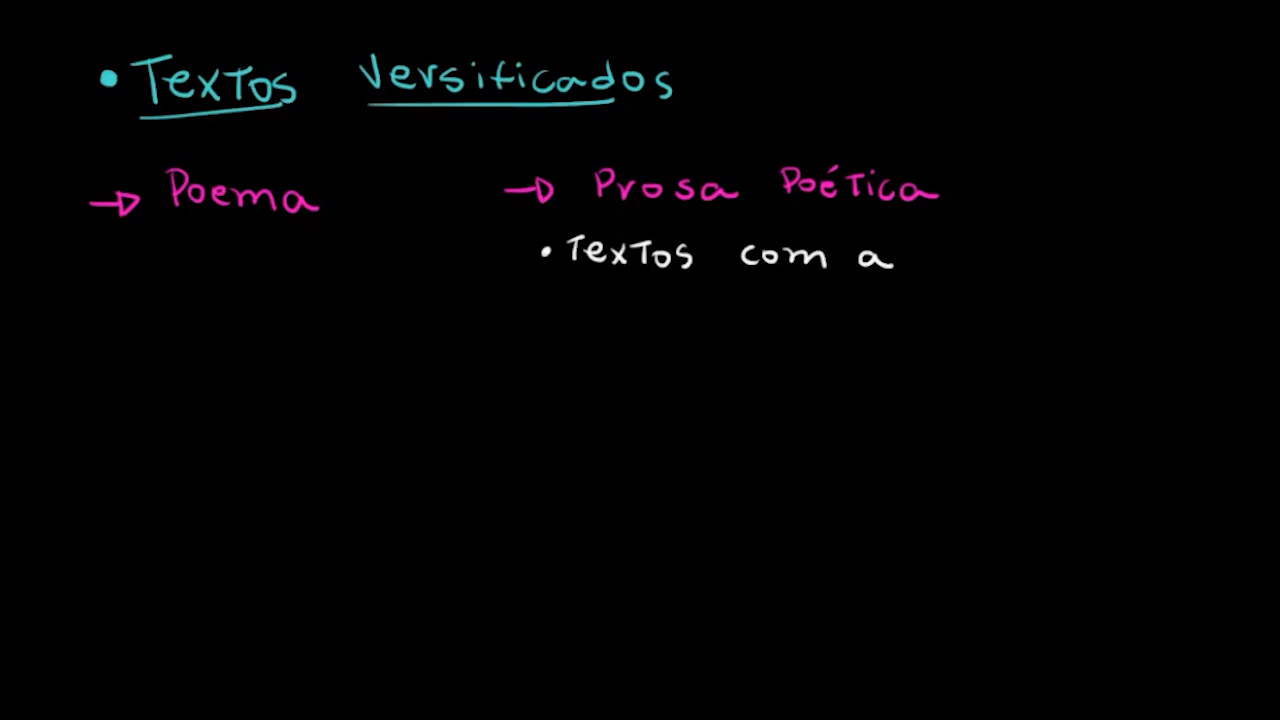 • Textos versificados
→ Poema
→ Prosa Poética
• Textos com a